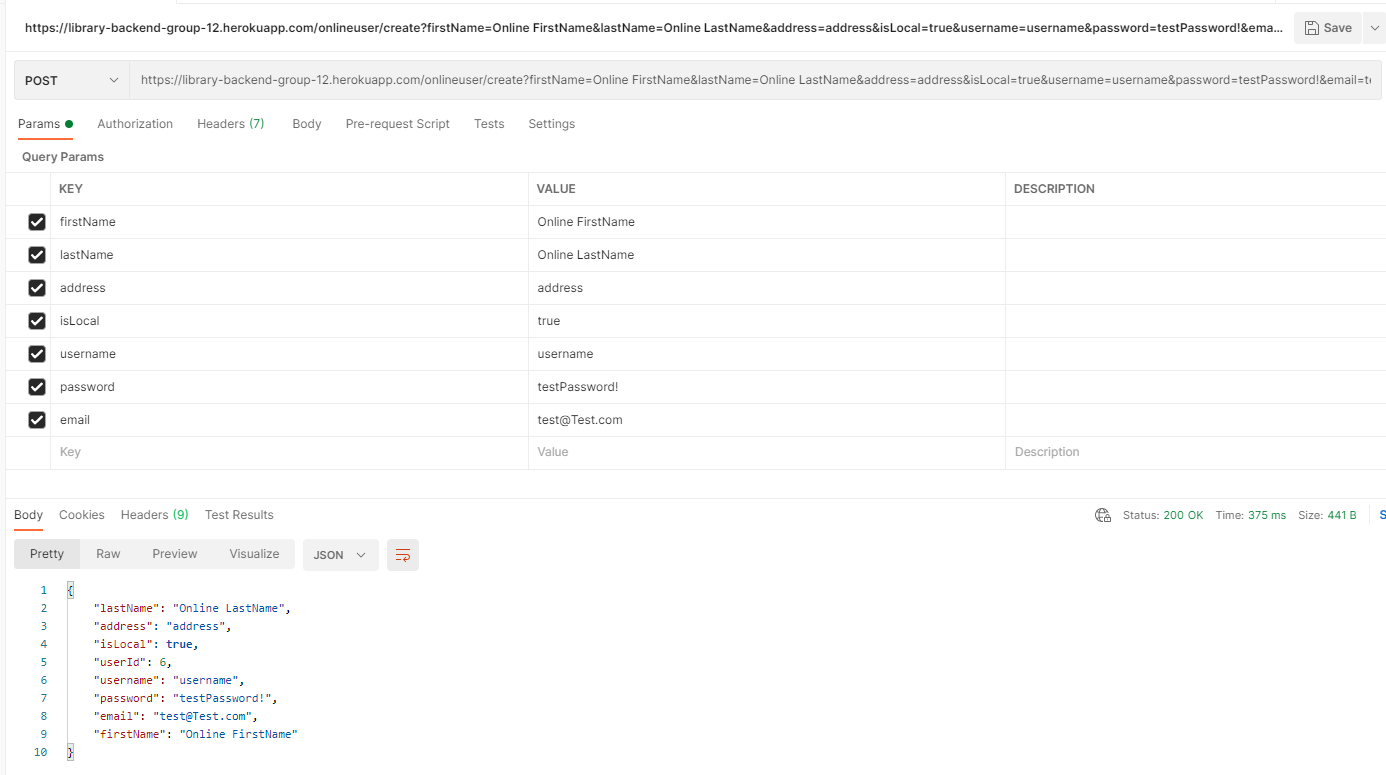 https://library-backend-group-12.herokuapp.com/onlineuser/create?firstName=Online FirstName&lastName=Online LastName&address=address&isLocal=true&username=username&password=testPassword!&ema... Save
POST https://library-backend-group-12.herokuapp.com/onlineuser/create?firstName=Online FirstName&lastName=Online LastName&address=address&isLocal=true&username=username&password=testPassword!&email=te
Params Authorization Headers (7) Body Pre-request Script Tests Settings
Query Params
KEY VALUE DESCRIPTION
firstName Online FirstName
lastName Online LastName
address address
isLocal true
username username
password testPassword!
email test@Test.com
Key Value Description
Body Cookies Headers (9) Test Results Status: 200 OK Time: 375 ms Size: 441 B S
Pretty Raw Preview Visualize JSON
1 {
2 "lastName": "Online LastName",
3 "address": "address",
4 "isLocal": true,
5 "userId": 6,
6 "username": "username",
7 "password": "testPassword!",
8 "email": "test@Test.com",
9 "firstName": "Online FirstName"
10 }